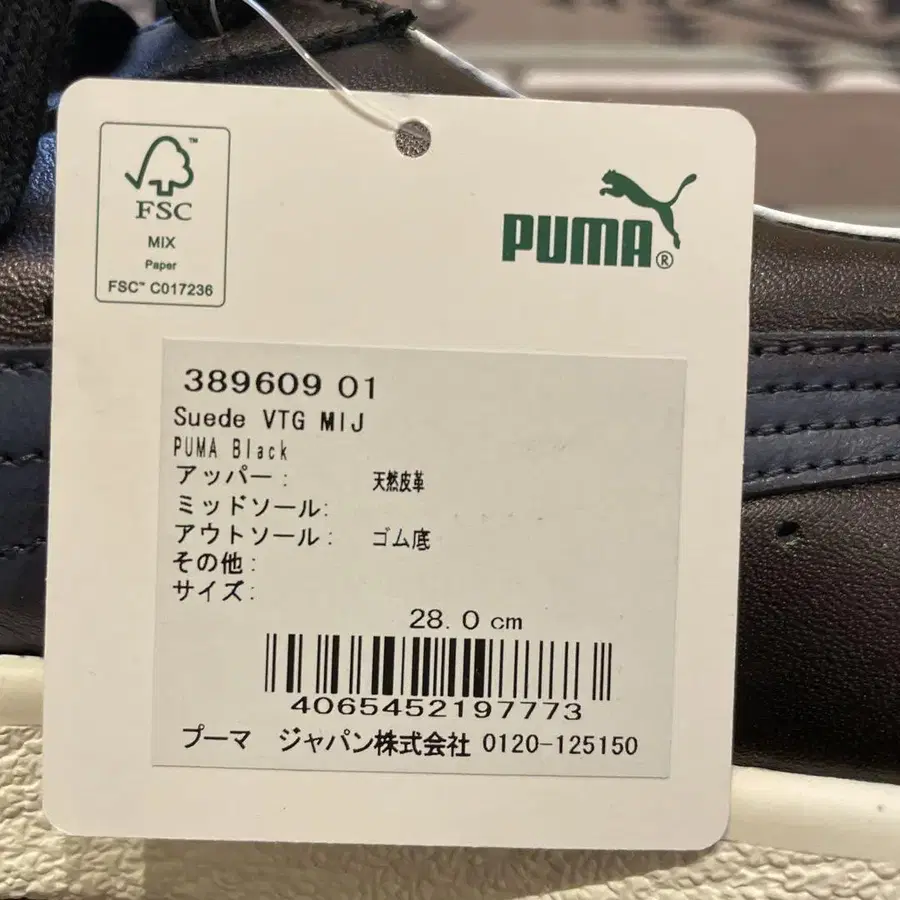 FSC
MIX
Paper
FSC™ C017236
PUMA®
389609 01
Suede VTG MIJ
PUMA Black
アッパー: 天然皮革
ミッドソール:
アウトソール: ゴム底
その他:
サイズ:
28.0 cm
4065452197773
プーマ ジャパン株式会社 0120-125150